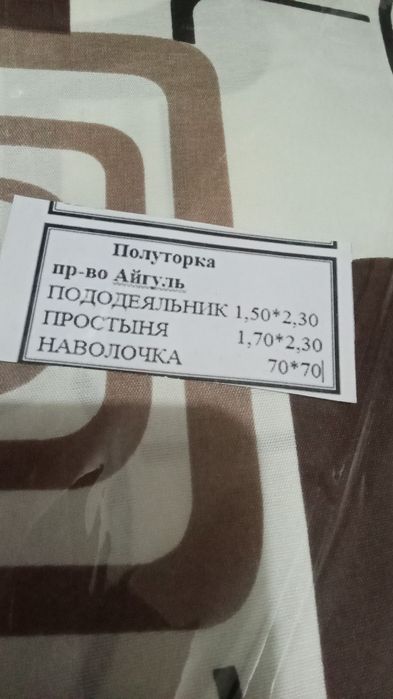 Полуторка
пр-во Айгуль
ПОДОДЕЯЛЬНИК 1,50*2,30
ПРОСТЫНЯ 1,70*2,30
НАВОЛОЧКА 70*70